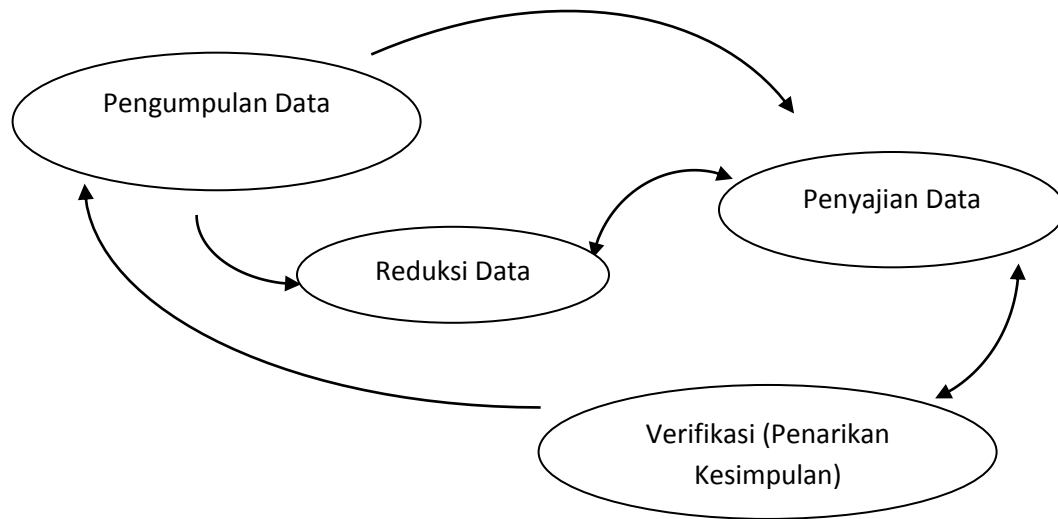 Pengumpulan Data
Penyajian Data
Reduksi Data
Verifikasi (Penarikan
Kesimpulan)